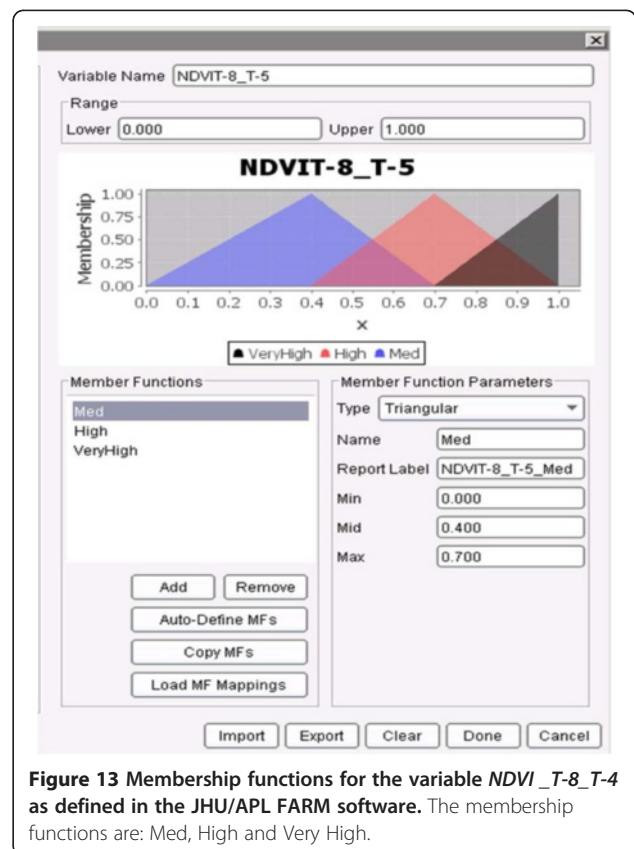 Variable Name NDVIT-8_T-5
Range
Lower 0.000 Upper 1.000
NDVIT-8_T-5
Membership
1.00
0.75
0.50
0.25
0.00
0.0 0.1 0.2 0.3 0.4 0.5 0.6 0.7 0.8 0.9 1.0
X
VeryHigh High Med
Member Functions
Med
High
VeryHigh
Add Remove
Auto-Define MFs
Copy MFs
Load MF Mappings
Member Function Parameters
Type Triangular
Name Med
Report Label NDVIT-8_T-5_Med
Min 0.000
Mid 0.400
Max 0.700
Import Export Clear Done Cancel
Figure 13 Membership functions for the variable NDVI _T-8_T-4
as defined in the JHU/APL FARM software. The membership
functions are: Med, High and Very High.